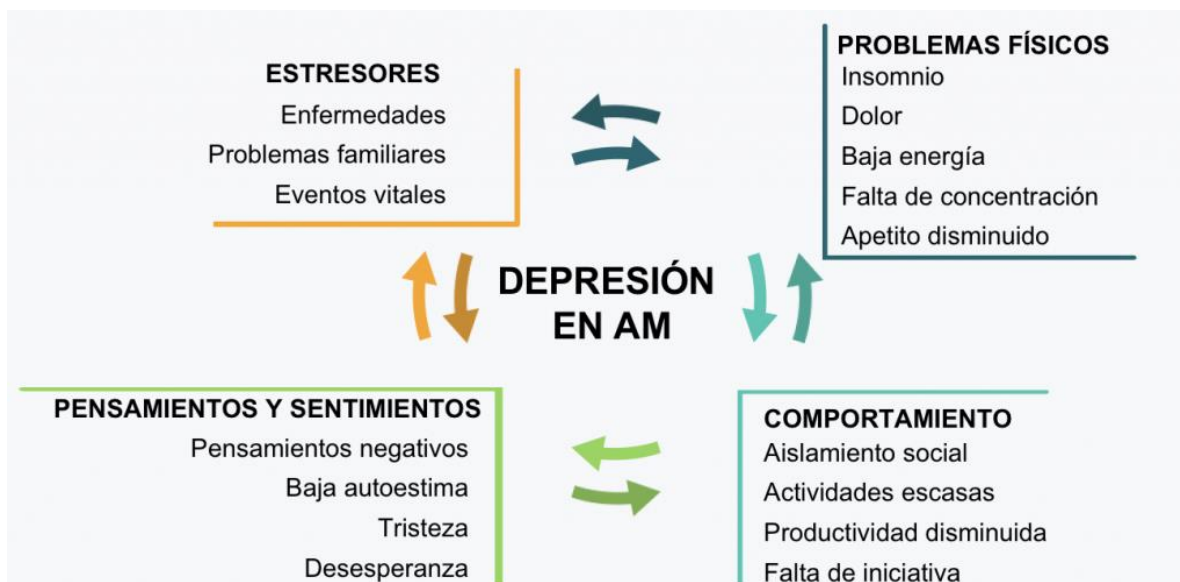 ESTRESORES
Enfermedades
Problemas familiares
Eventos vitales
PROBLEMAS FÍSICOS
Insomnio
Dolor
Baja energía
Falta de concentración
Apetito disminuido
DEPRESIÓN
EN AM
PENSAMIENTOS Y SENTIMIENTOS
Pensamientos negativos
Baja autoestima
Tristeza
Desesperanza
COMPORTAMIENTO
Aislamiento social
Actividades escasas
Productividad disminuida
Falta de iniciativa